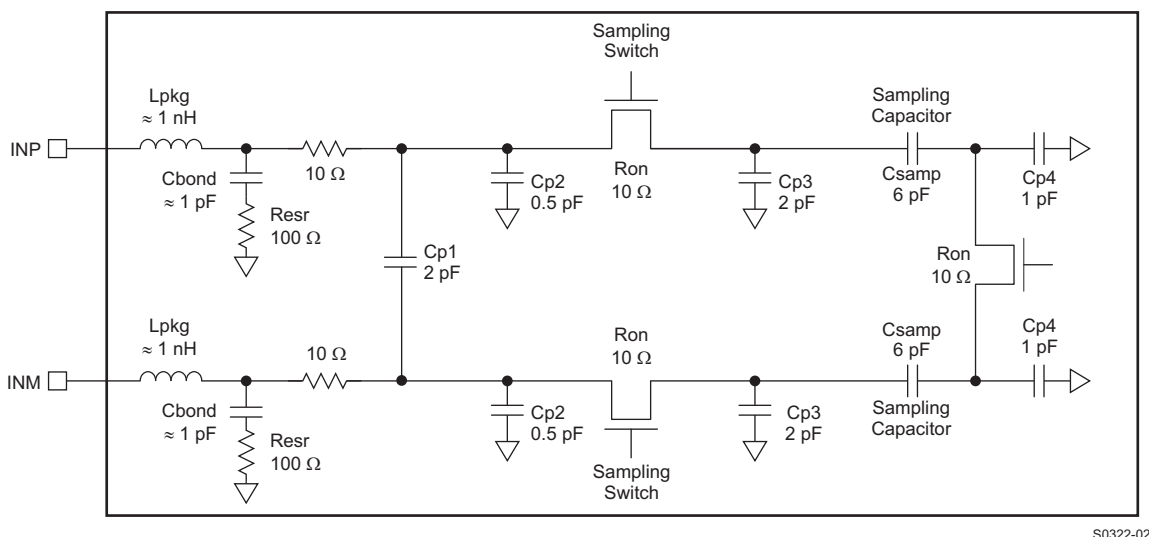 Sampling
Switch
Lpkg
≈ 1 nH
Sampling
Capacitor
INP
10 Ω
Cbond
≈ 1 pF
Cp2
0.5 pF
Ron
10 Ω
Cp3
2 pF
Csamp
6 pF
Cp4
1 pF
Resr
100 Ω
Cp1
2 pF
Ron
10 Ω
Lpkg
≈ 1 nH
Ron
10 Ω
Csamp
6 pF
Cp4
1 pF
10 Ω
INM
Cbond
≈ 1 pF
Cp2
0.5 pF
Cp3
2 pF
Sampling
Capacitor
Resr
100 Ω
Sampling
Switch
S0322-02